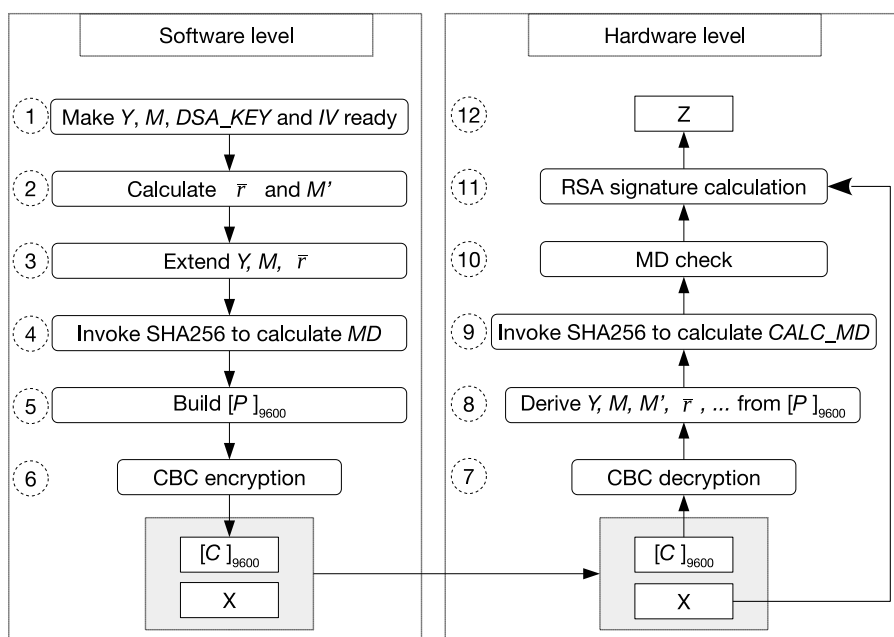 Software level
1 Make Y, M, DSA_KEY and IV ready
2 Calculate r̅ and M'
3 Extend Y, M, r̅
4 Invoke SHA256 to calculate MD
5 Build [P]9600
6 CBC encryption
[C]9600
X
Hardware level
12 Z
11 RSA signature calculation
10 MD check
9 Invoke SHA256 to calculate CALC_MD
8 Derive Y, M, M', r̅, ... from [P]9600
7 CBC decryption
[C]9600
X